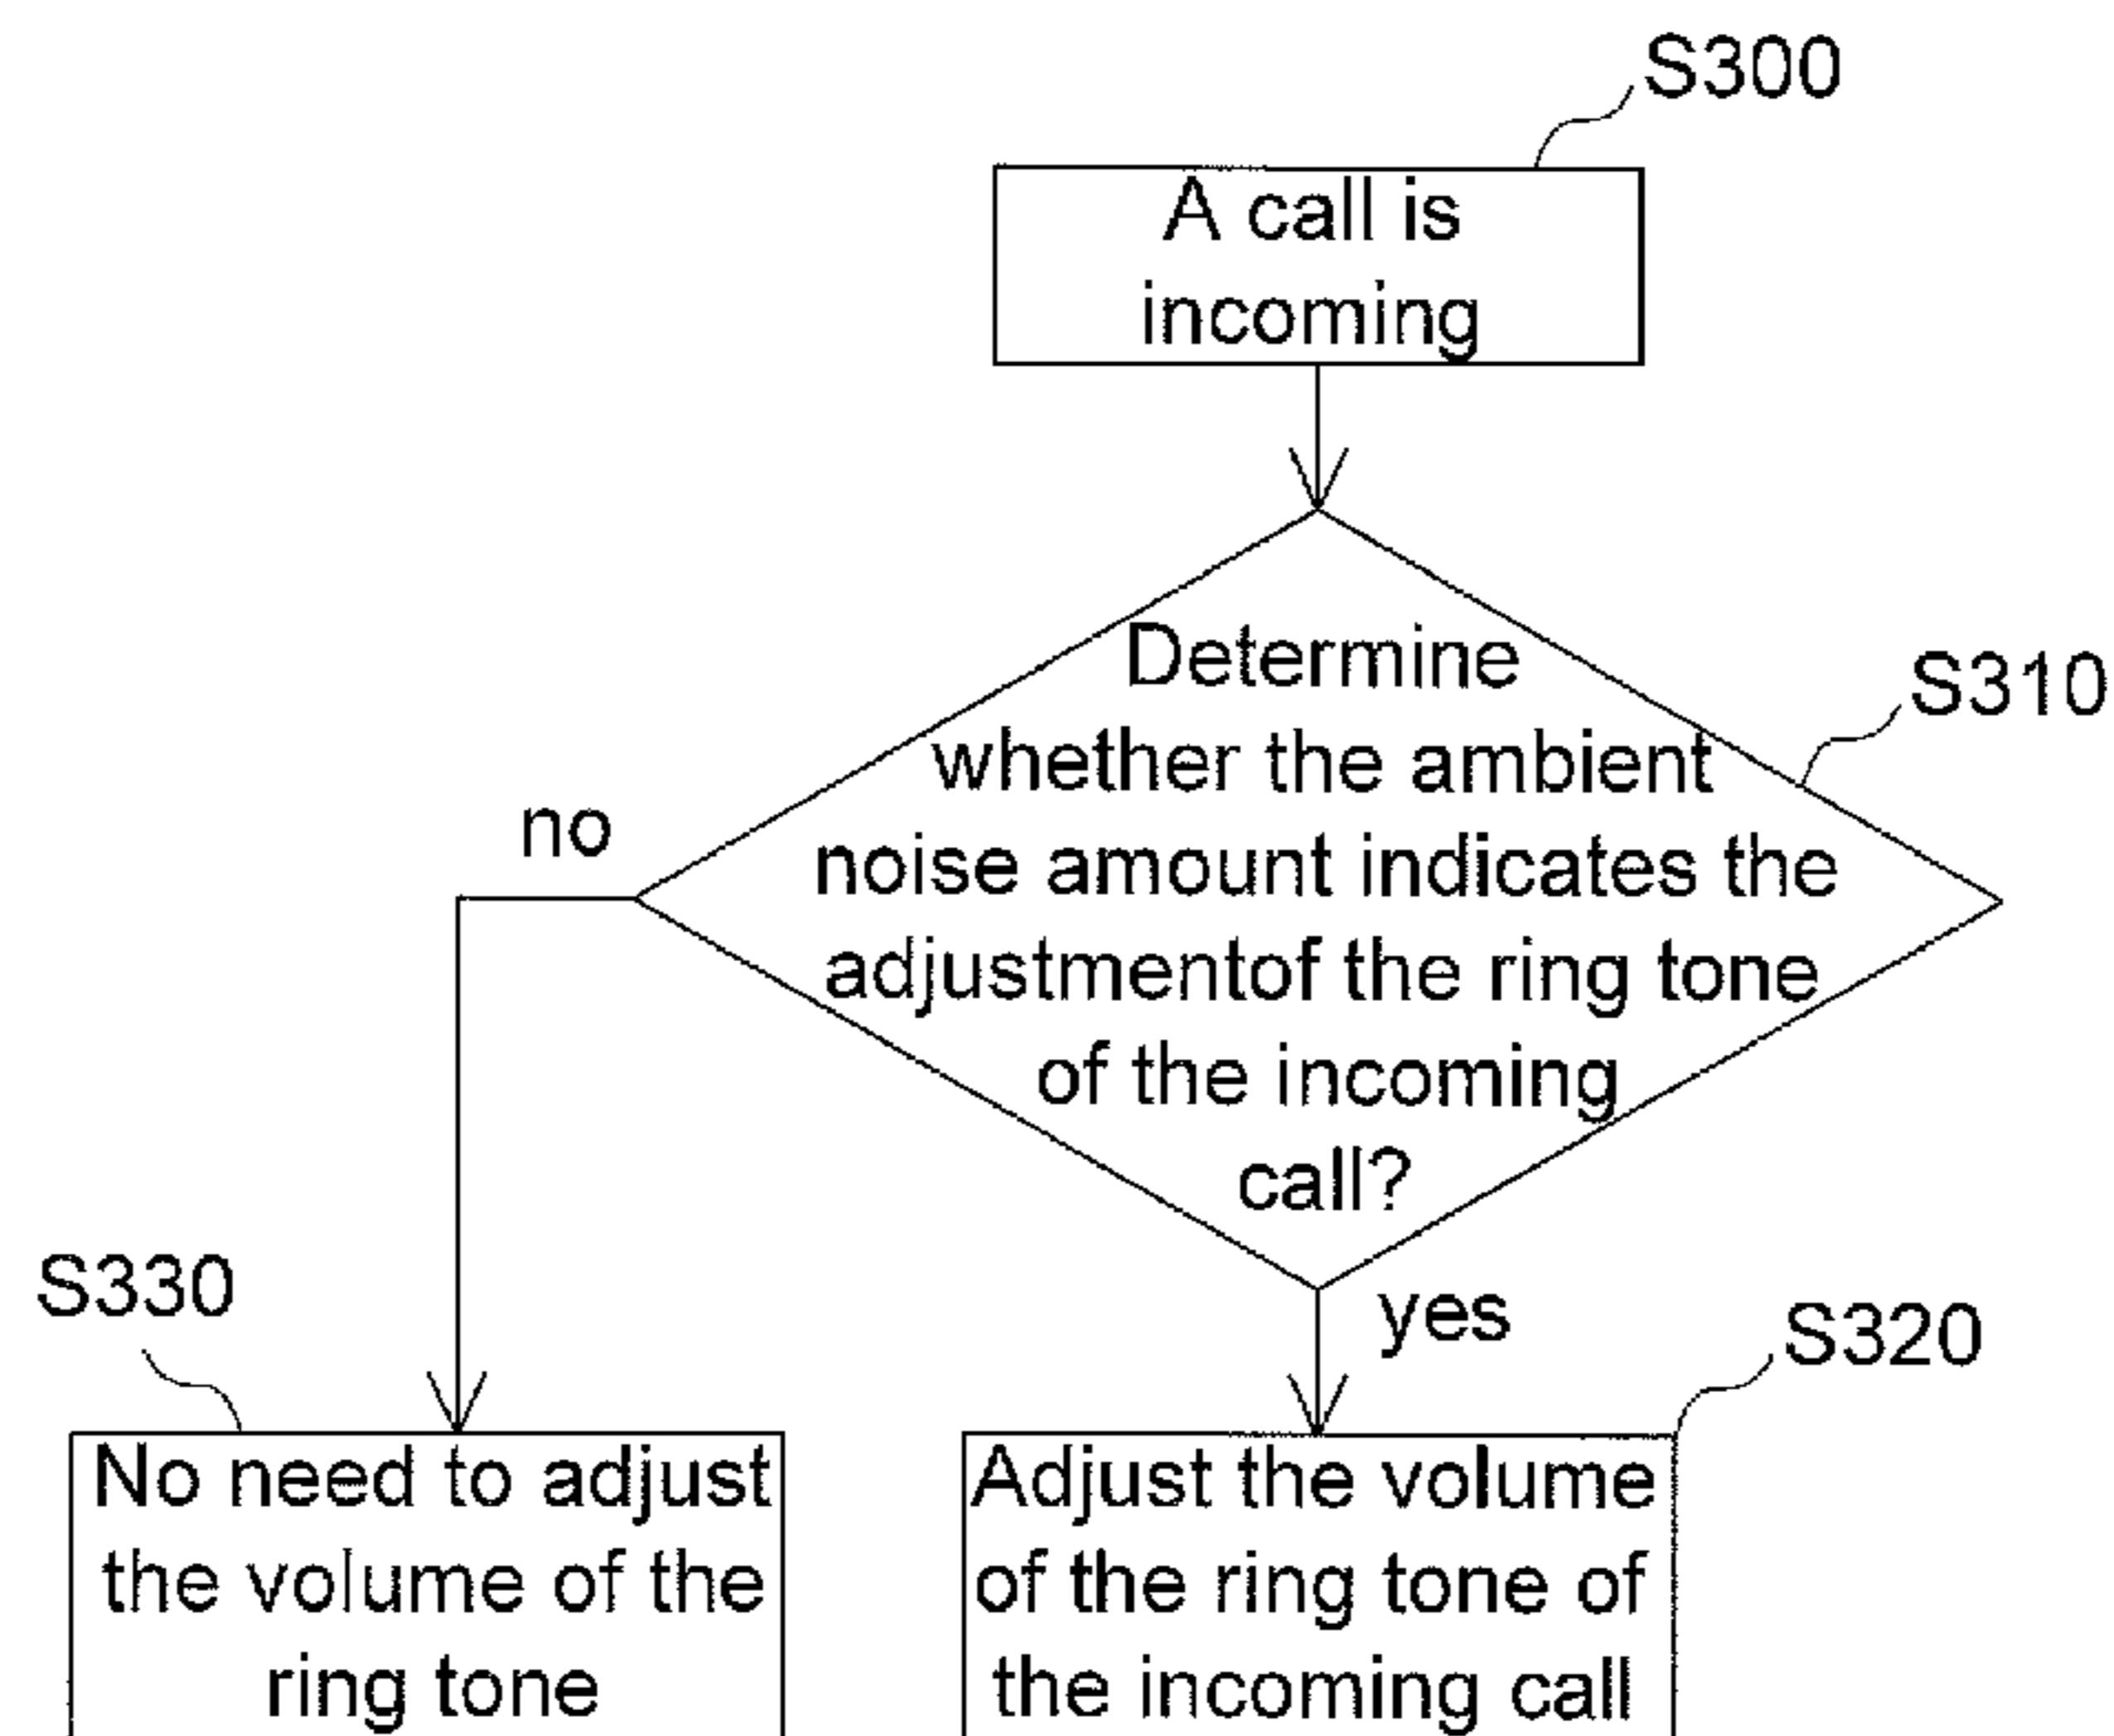 S300
A call is
incoming
Determine
whether the ambient
noise amount indicates the
adjustmentof the ring tone
of the incoming
call?
S310
no
yes
S330
No need to adjust
the volume of the
ring tone
S320
Adjust the volume
of the ring tone of
the incoming call